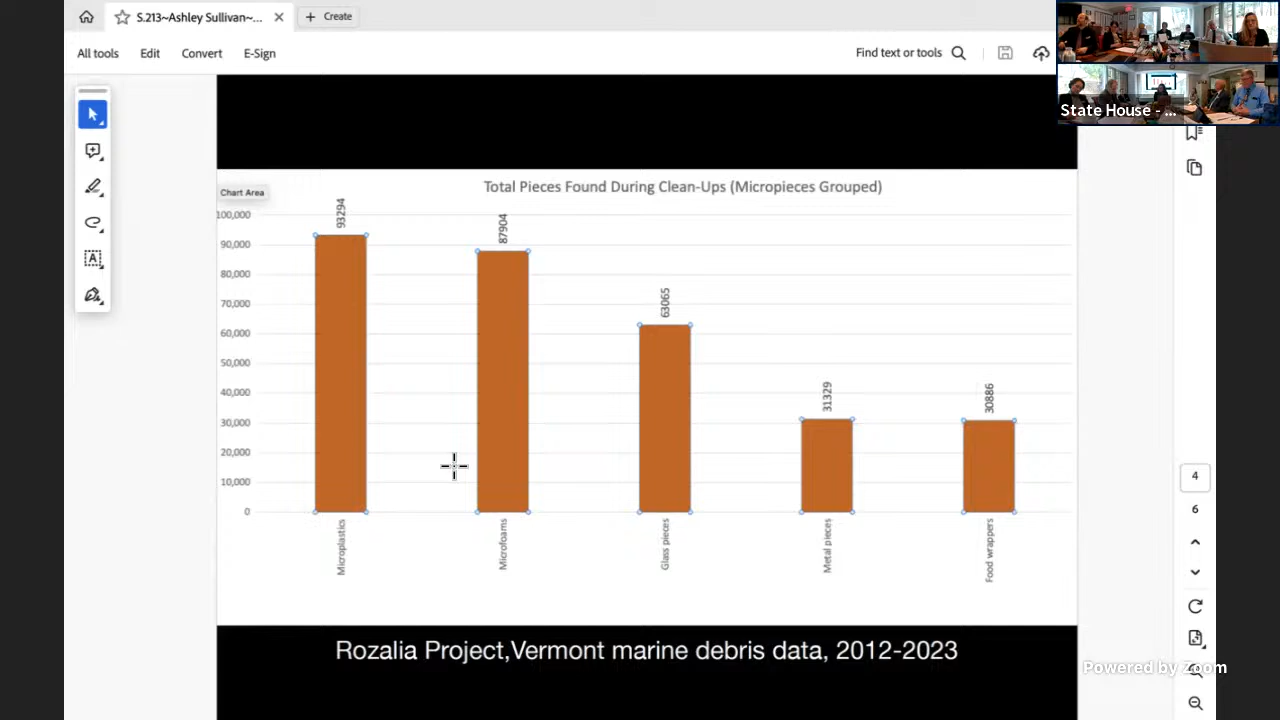 S.213~Ashley Sullivan~...
Create
All tools
Edit
Convert
E-Sign
Find text or tools
State House - ...
Chart Area
Total Pieces Found During Clean-Ups (Micropieces Grouped)
100,000
90,000
80,000
70,000
60,000
50,000
40,000
30,000
20,000
10,000
0
93294
87904
63065
31329
30886
Microplastics
Microfoams
Glass pieces
Metal pieces
Food wrappers
4
6
Rozalia Project,Vermont marine debris data, 2012-2023
Powered by Zoom